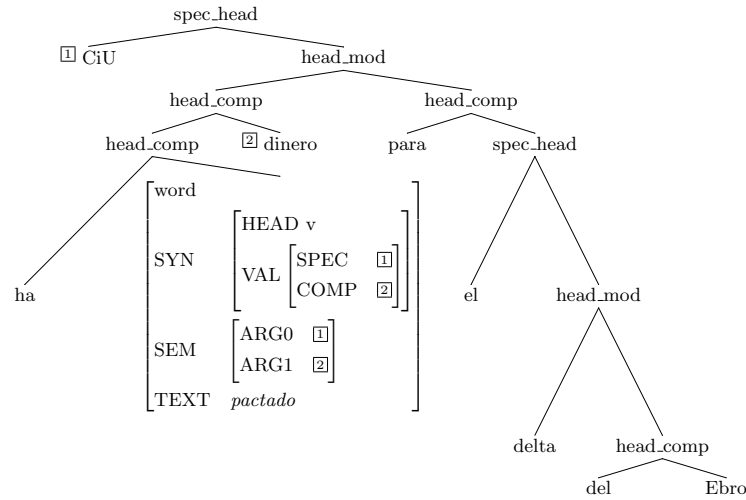 spec_head
1 CiU head_mod
head_comp head_comp
head_comp 2 dinero para spec_head
word
HEAD v
SYN SPEC 1
VAL
COMP 2
ha el head_mod
ARG0 1
SEM
ARG1 2
TEXT pactado
delta head_comp
del Ebro